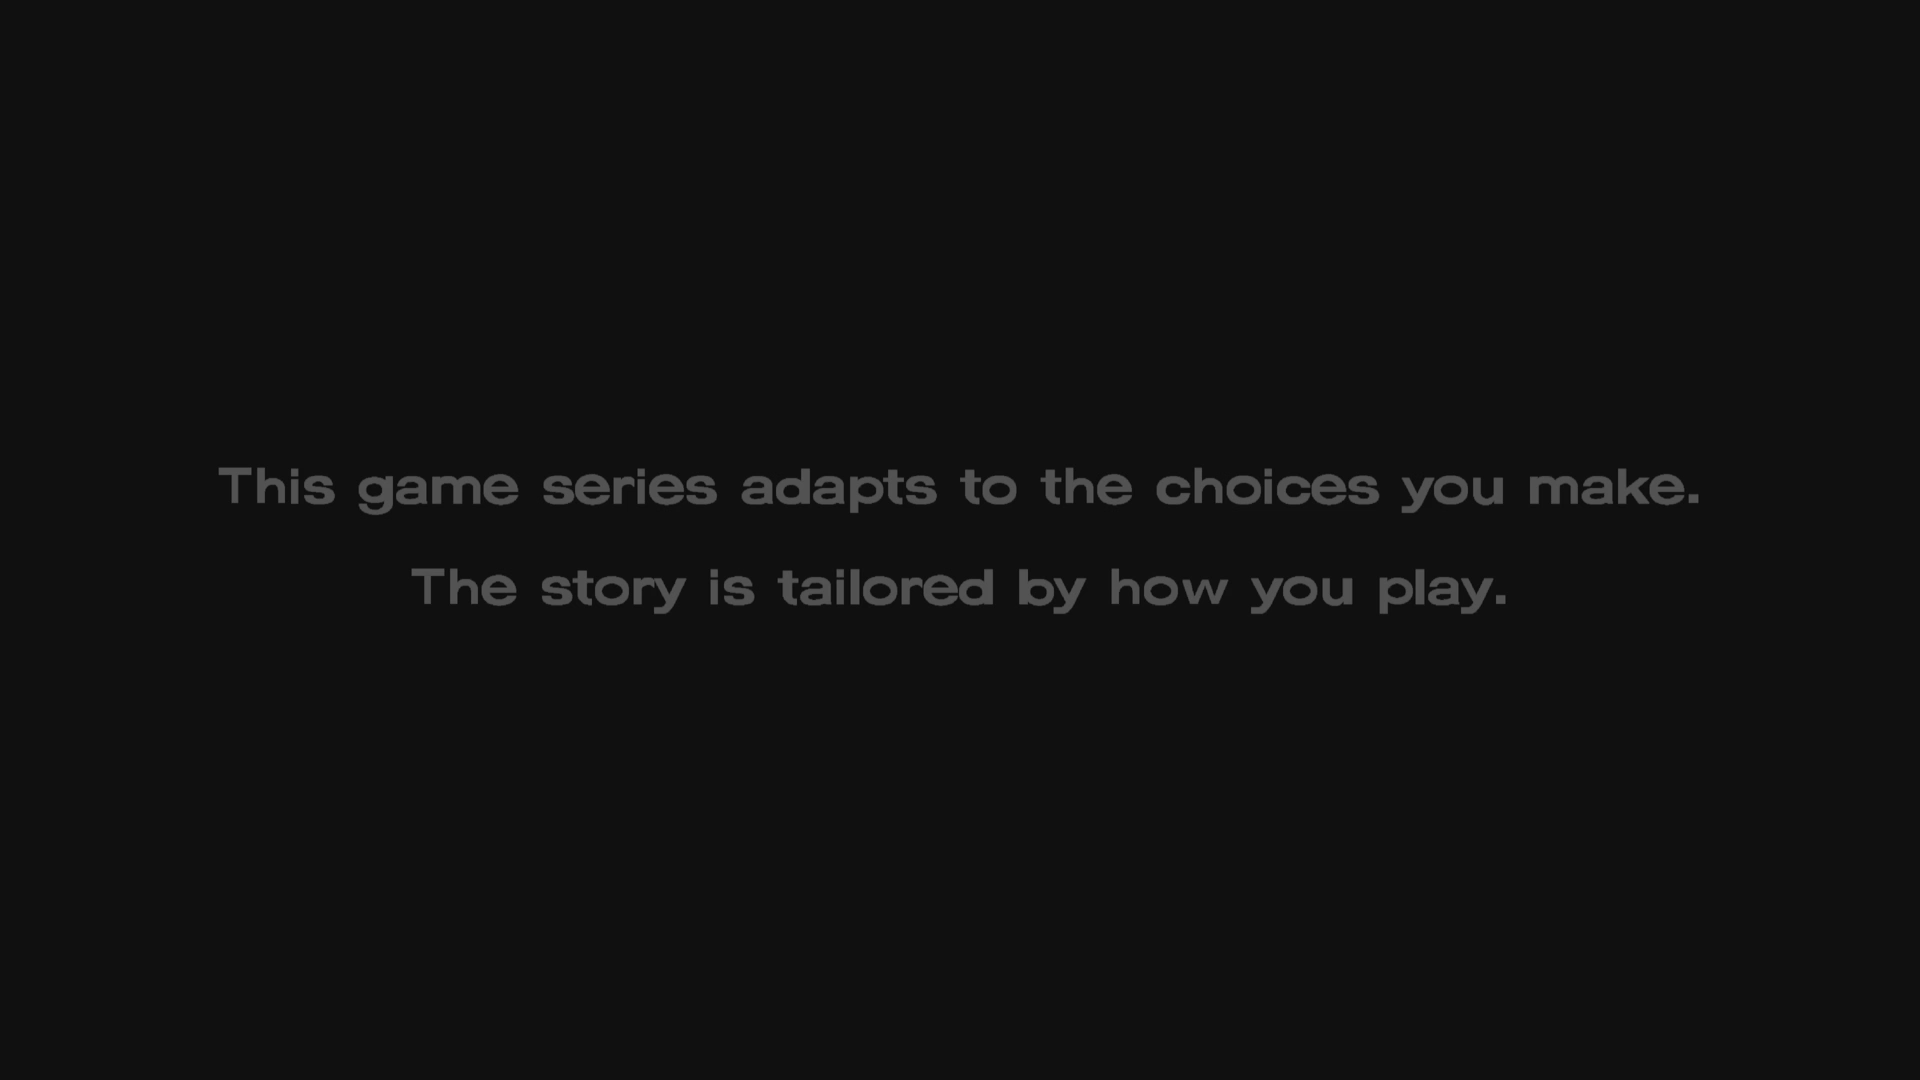 This game series adapts to the choices you make.
The story is tailored by how you play.